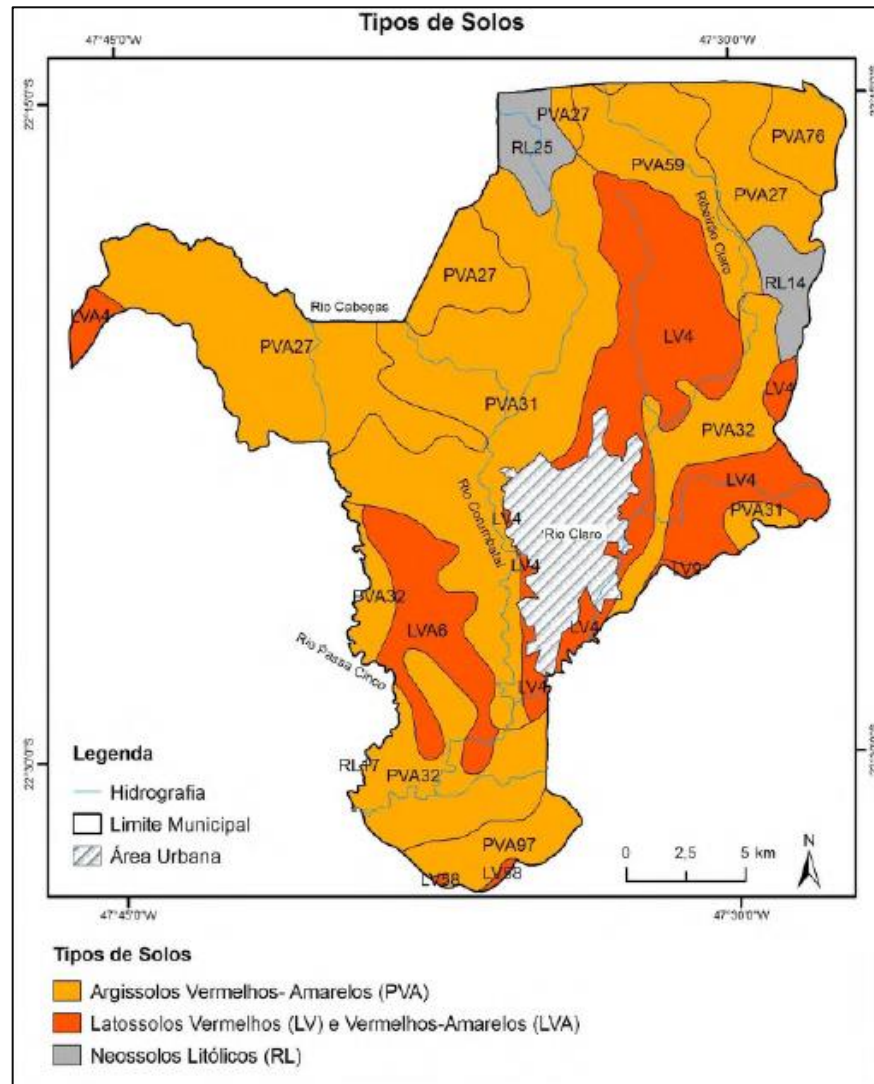 Tipos de Solos
47°45'0"W
47°30'0"W
22°15'0"S
PVA27
RL25
PVA76
PVA59
PVA27
Ribeirão Claro
PVA27
RL14
LVA4
Rio Cabeças
PVA27
LV4
LV4
PVA31
PVA32
LV4
PVA31
Rio Corumbataí
LV4
Rio Claro
LV4
LV9
PVA32
LVA6
LV4
Rio Passa Cinco
LV4
Legenda
22°30'0"S
RL17
PVA32
Hidrografia
Limite Municipal
PVA97
Área Urbana
0 2,5 5 km
N
LV58
LV58
47°45'0"W
47°30'0"W
Tipos de Solos
Argissolos Vermelhos- Amarelos (PVA)
Latossolos Vermelhos (LV) e Vermelhos-Amarelos (LVA)
Neossolos Litólicos (RL)